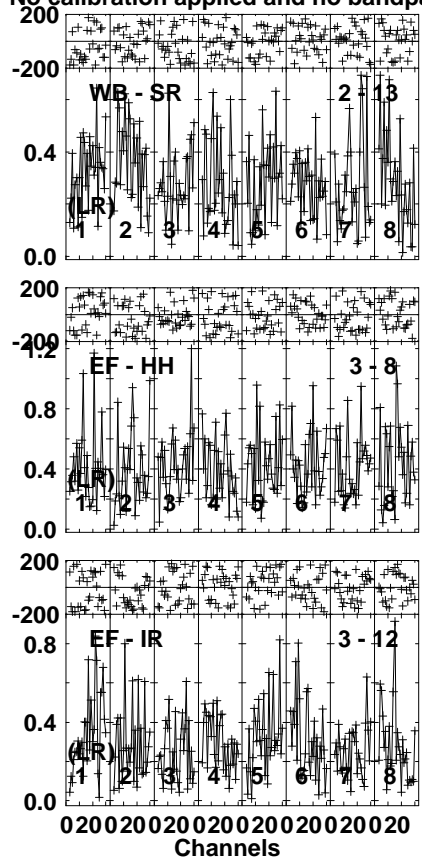 No calibration applied and no bandpa
200
-200
WB - SR 2 - 13
0.4
(LR)
1 2 3 4 5 6 7 8
0.0
200
-200
1.2
EF - HH 3 - 8
0.8
0.4
(LR)
1 2 3 4 5 6 7 8
0.0
200
-200
EF - IR 3 - 12
0.8
0.4
(LR)
1 2 3 4 5 6 7 8
0.0
0 20 0 20 0 20 0 20 0 20 0 20 0 20 0 20
Channels